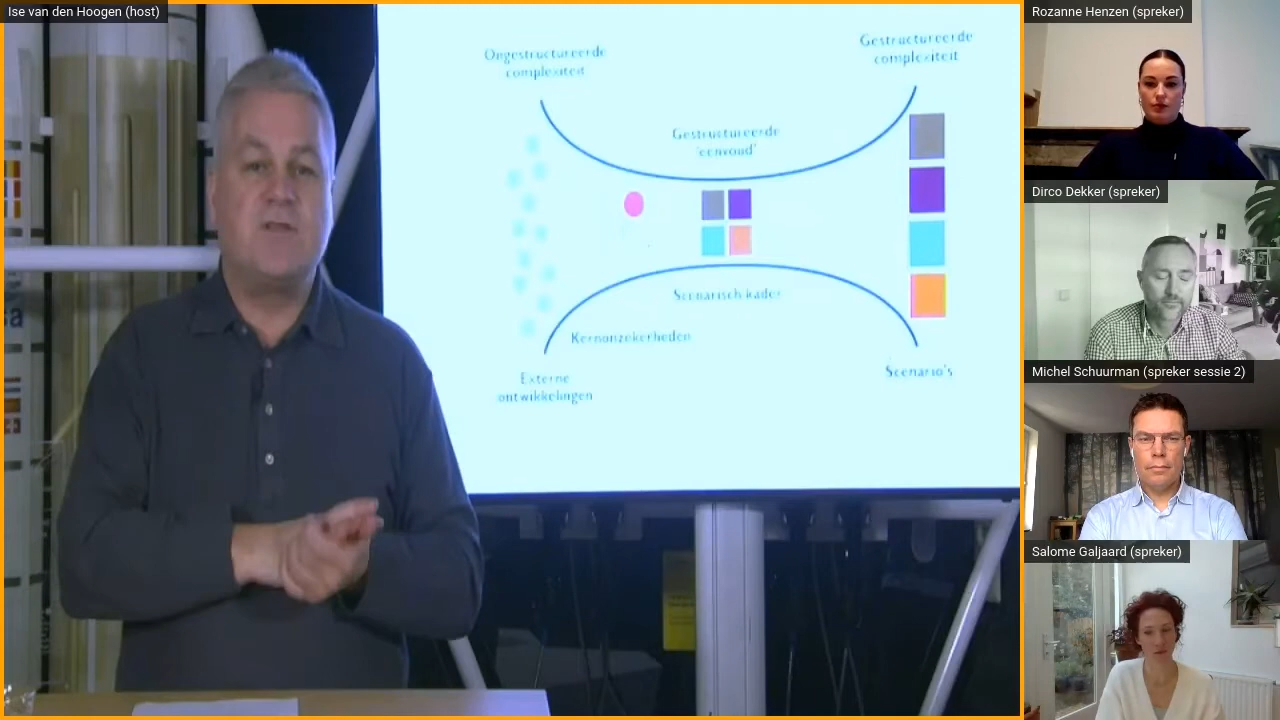 Ise van den Hoogen (host)
Ongestructureerde
complexiteit
Gestructureerde
complexiteit
Gestructureerde
'eenvoud'
Scenarisch kader
Kernonzekerheden
Externe
ontwikkelingen
Scenario's
Rozanne Henzen (spreker)
Dirco Dekker (spreker)
Michel Schuurman (spreker sessie 2)
Salome Galjaard (spreker)